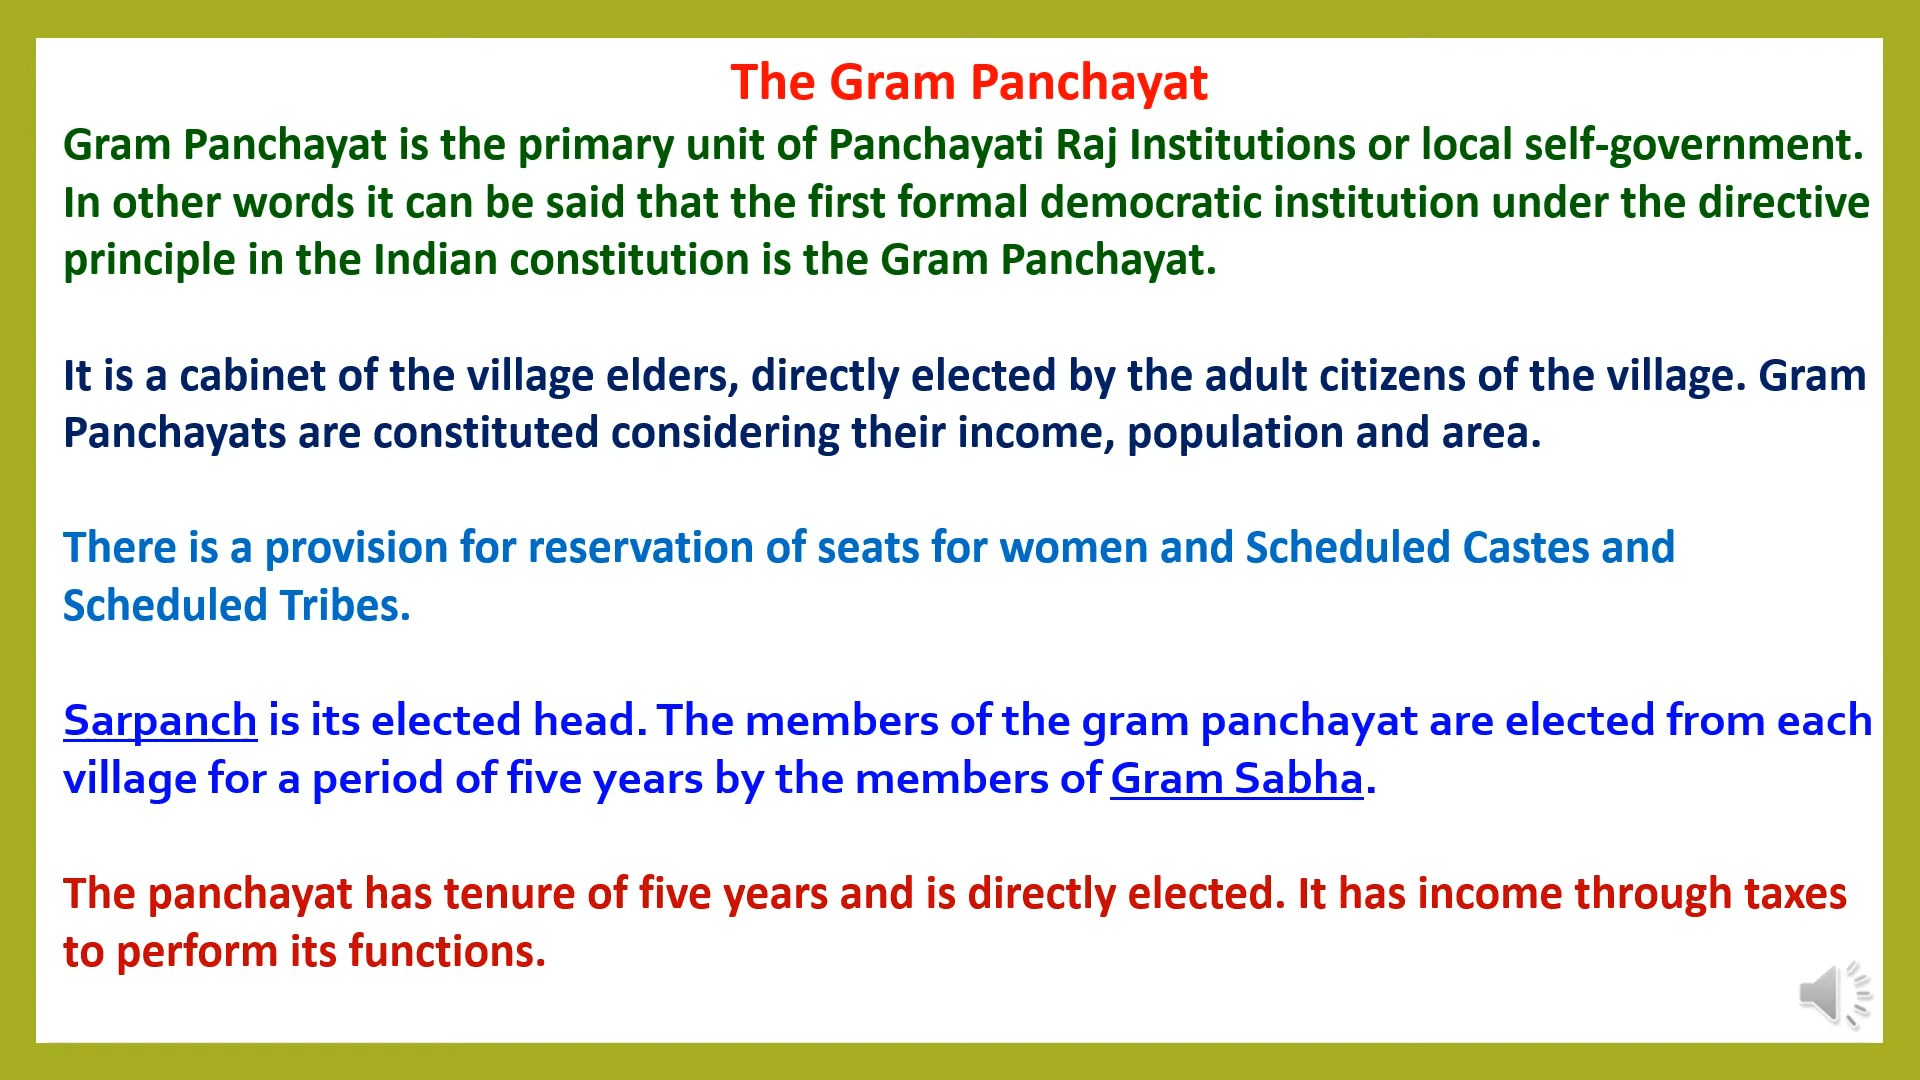 The Gram Panchayat
Gram Panchayat is the primary unit of Panchayati Raj Institutions or local self-government.
In other words it can be said that the first formal democratic institution under the directive
principle in the Indian constitution is the Gram Panchayat.
It is a cabinet of the village elders, directly elected by the adult citizens of the village. Gram
Panchayats are constituted considering their income, population and area.
There is a provision for reservation of seats for women and Scheduled Castes and
Scheduled Tribes.
Sarpanch is its elected head. The members of the gram panchayat are elected from each
village for a period of five years by the members of Gram Sabha.
The panchayat has tenure of five years and is directly elected. It has income through taxes
to perform its functions.